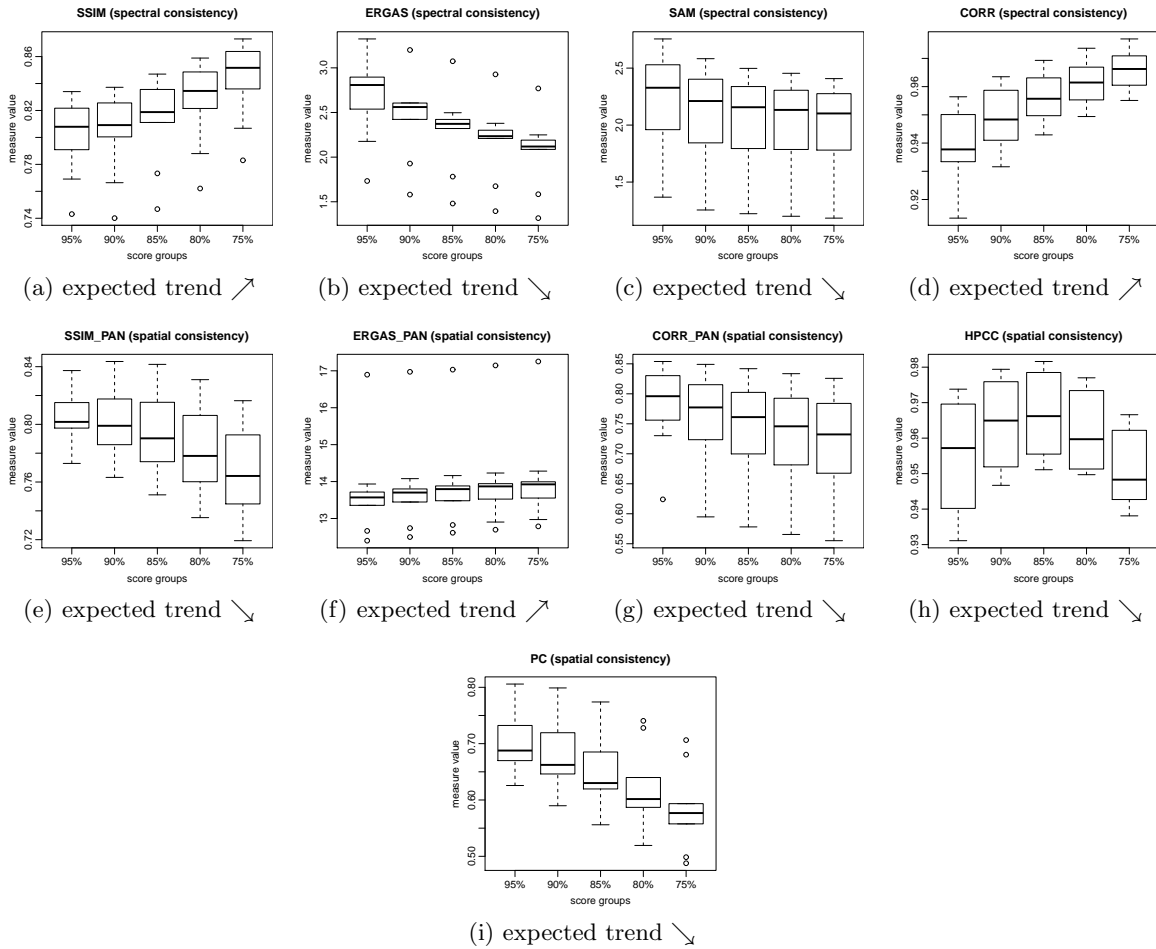 SSIM (spectral consistency)
measure value
0.86
0.82
0.78
0.74
95% 90% 85% 80% 75%
score groups
(a) expected trend ↗
ERGAS (spectral consistency)
measure value
3.0
2.5
2.0
1.5
95% 90% 85% 80% 75%
score groups
(b) expected trend ↘
SAM (spectral consistency)
measure value
2.5
2.0
1.5
95% 90% 85% 80% 75%
score groups
(c) expected trend ↘
CORR (spectral consistency)
measure value
0.96
0.94
0.92
95% 90% 85% 80% 75%
score groups
(d) expected trend ↗
SSIM_PAN (spatial consistency)
measure value
0.84
0.80
0.76
0.72
95% 90% 85% 80% 75%
score groups
(e) expected trend ↘
ERGAS_PAN (spatial consistency)
measure value
17
16
15
14
13
95% 90% 85% 80% 75%
score groups
(f) expected trend ↗
CORR_PAN (spatial consistency)
measure value
0.85
0.80
0.75
0.70
0.65
0.60
0.55
95% 90% 85% 80% 75%
score groups
(g) expected trend ↘
HPCC (spatial consistency)
measure value
0.98
0.97
0.96
0.95
0.94
0.93
95% 90% 85% 80% 75%
score groups
(h) expected trend ↘
PC (spatial consistency)
measure value
0.80
0.70
0.60
0.50
95% 90% 85% 80% 75%
score groups
(i) expected trend ↘